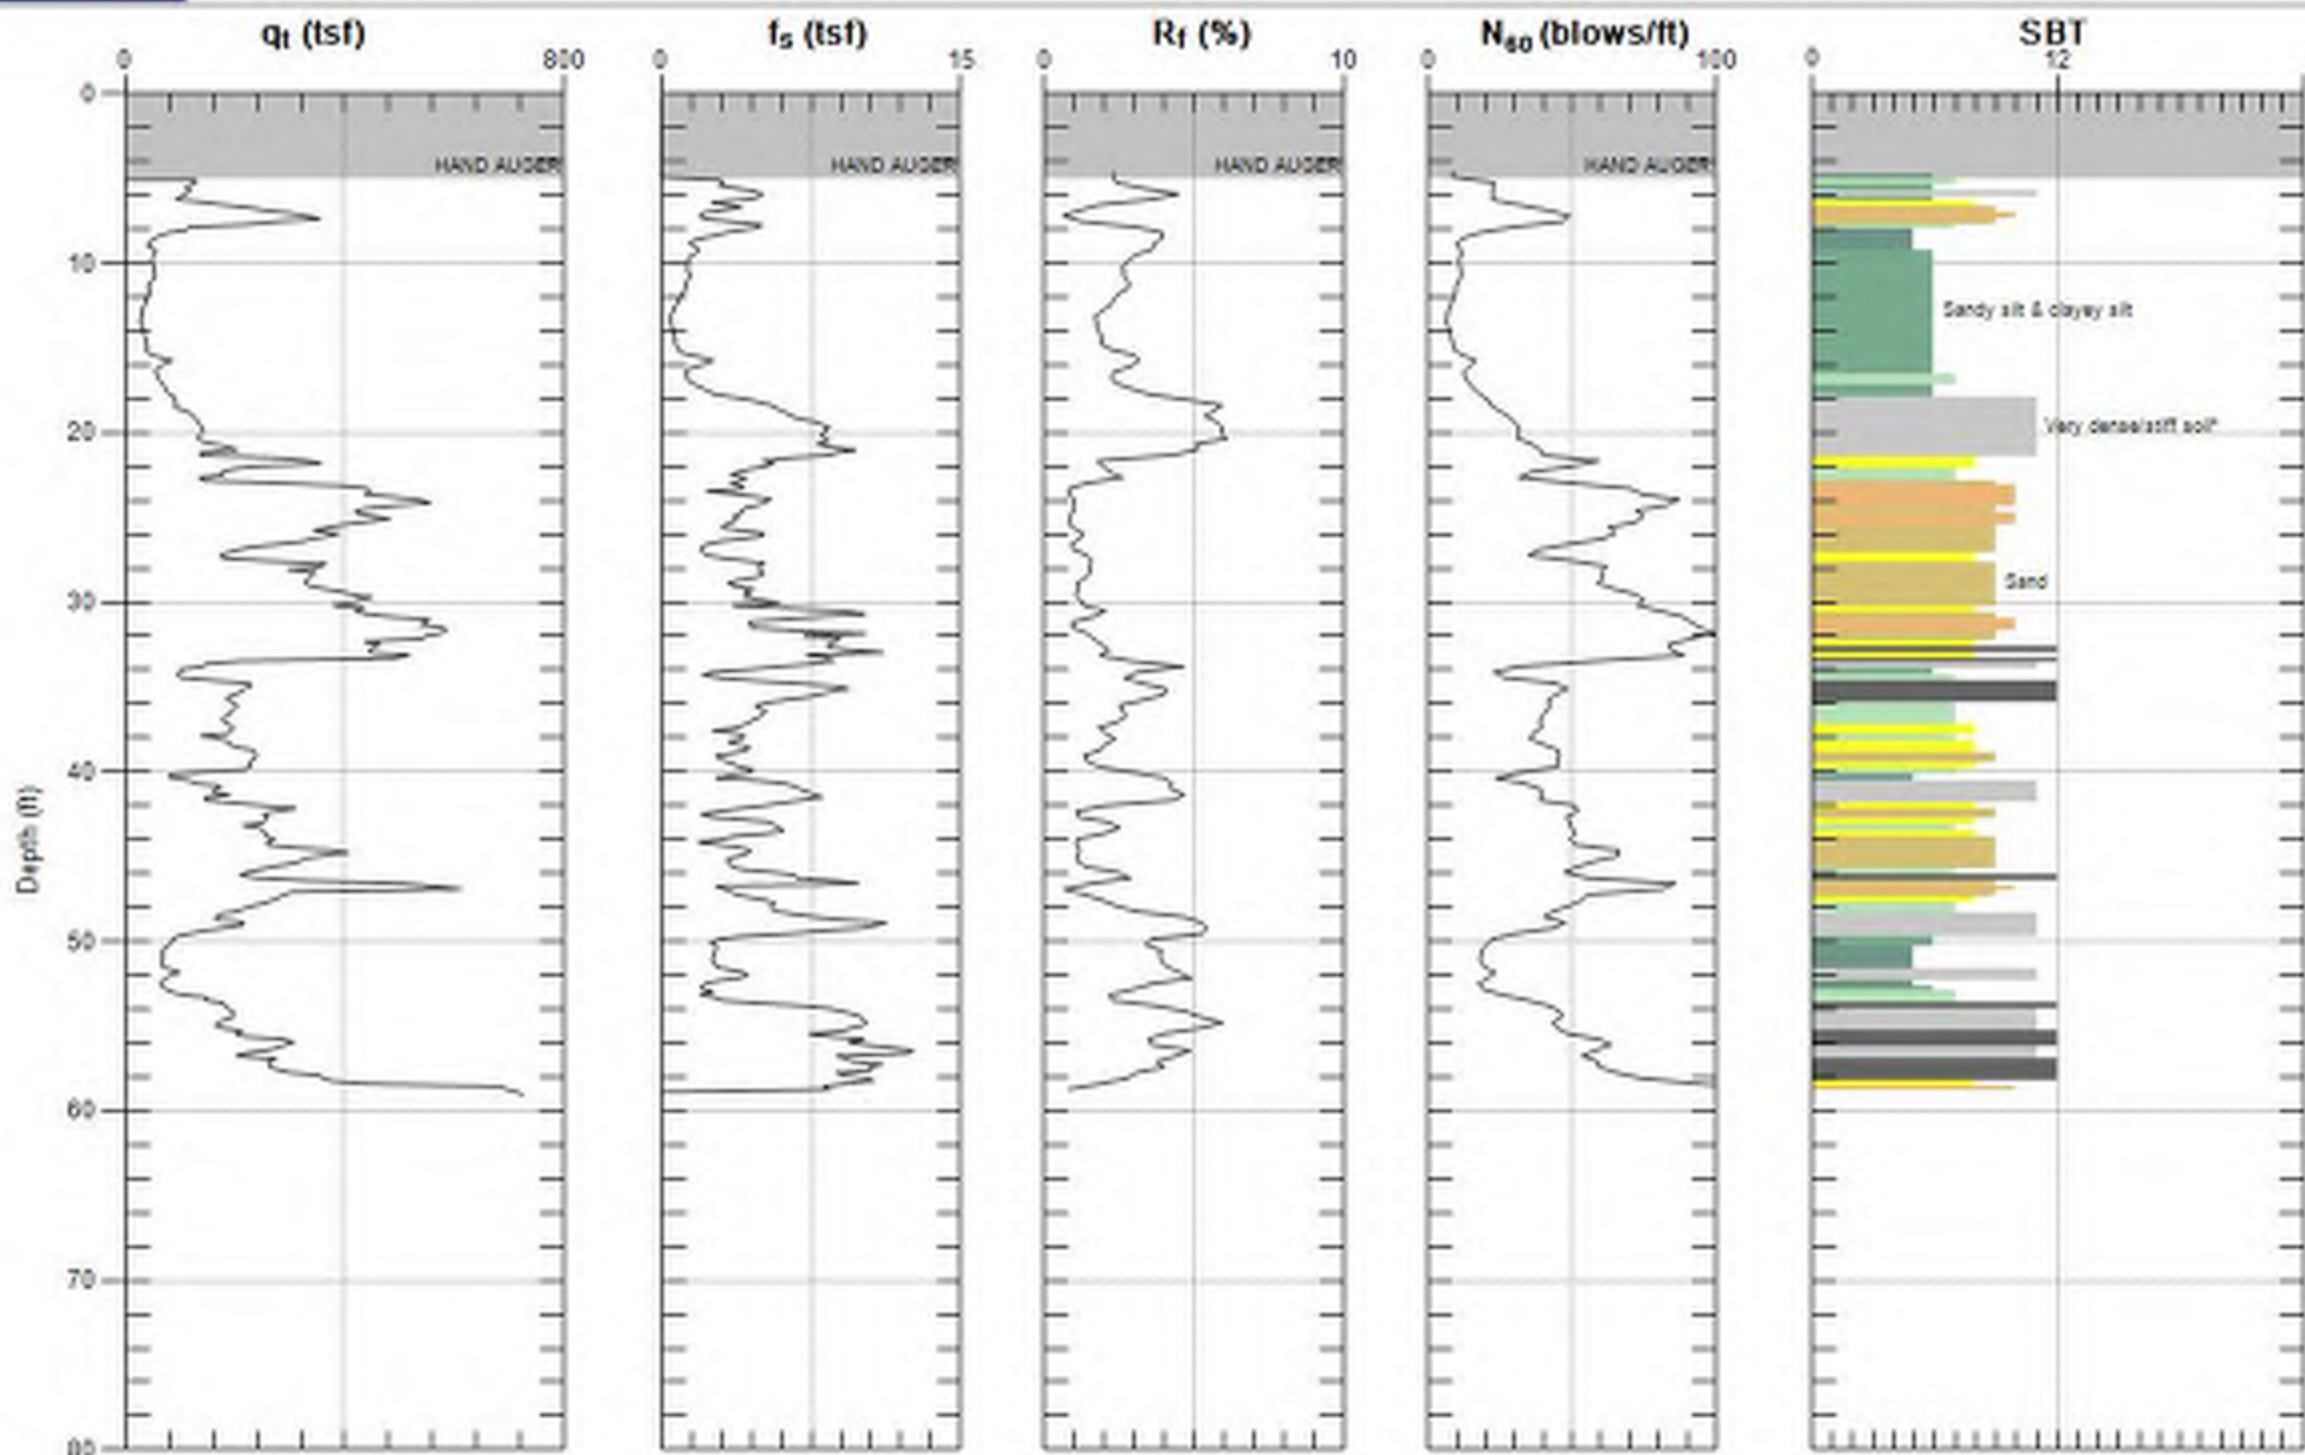 qt (tsf) fs (tsf) Rf (%) N60 (blows/ft) SBT
0 800 0 15 0 10 0 100 0 12
0
HAND AUGER HAND AUGER HAND AUGER HAND AUGER
10
Sandy silt & clayey silt
20
Very dense/stiff soil*
Sand
30
40
Depth (ft)
50
60
70
80